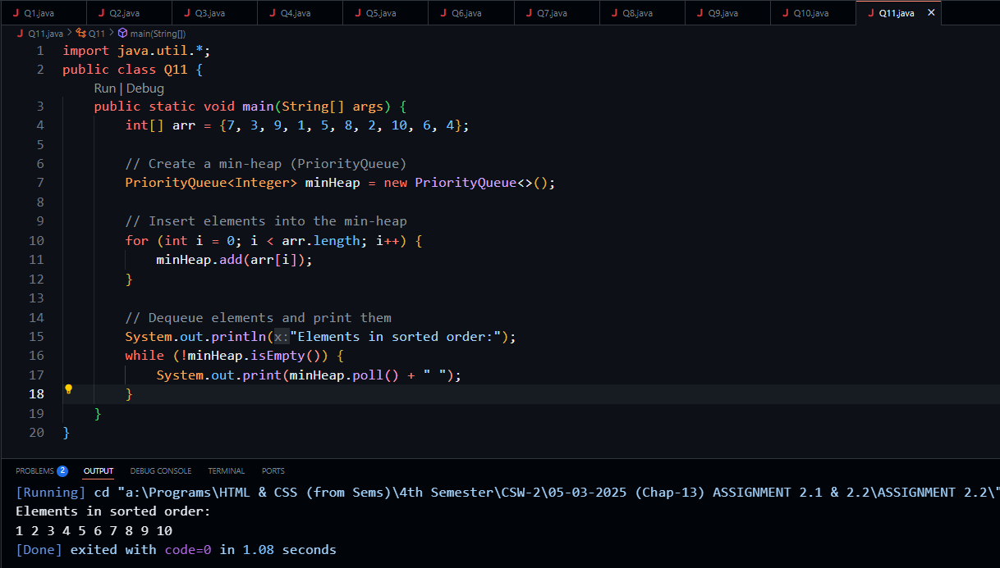 J Q1.java J Q2.java J Q3.java J Q4.java J Q5.java J Q6.java J Q7.java J Q8.java J Q9.java J Q10.java J Q11.java ×
J Q11.java > Q11 > main(String[])
1 import java.util.*;
2 public class Q11 {
Run | Debug
3     public static void main(String[] args) {
4         int[] arr = {7, 3, 9, 1, 5, 8, 2, 10, 6, 4};
5
6         // Create a min-heap (PriorityQueue)
7         PriorityQueue<Integer> minHeap = new PriorityQueue<>();
8
9         // Insert elements into the min-heap
10         for (int i = 0; i < arr.length; i++) {
11             minHeap.add(arr[i]);
12         }
13
14         // Dequeue elements and print them
15         System.out.println(x:"Elements in sorted order:");
16         while (!minHeap.isEmpty()) {
17             System.out.print(minHeap.poll() + " ");
18         }
19     }
20 }
PROBLEMS 2 OUTPUT DEBUG CONSOLE TERMINAL PORTS
[Running] cd "a:\Programs\HTML & CSS (from Sems)\4th Semester\CSW-2\05-03-2025 (Chap-13) ASSIGNMENT 2.1 & 2.2\ASSIGNMENT 2.2\"
Elements in sorted order:
1 2 3 4 5 6 7 8 9 10
[Done] exited with code=0 in 1.08 seconds